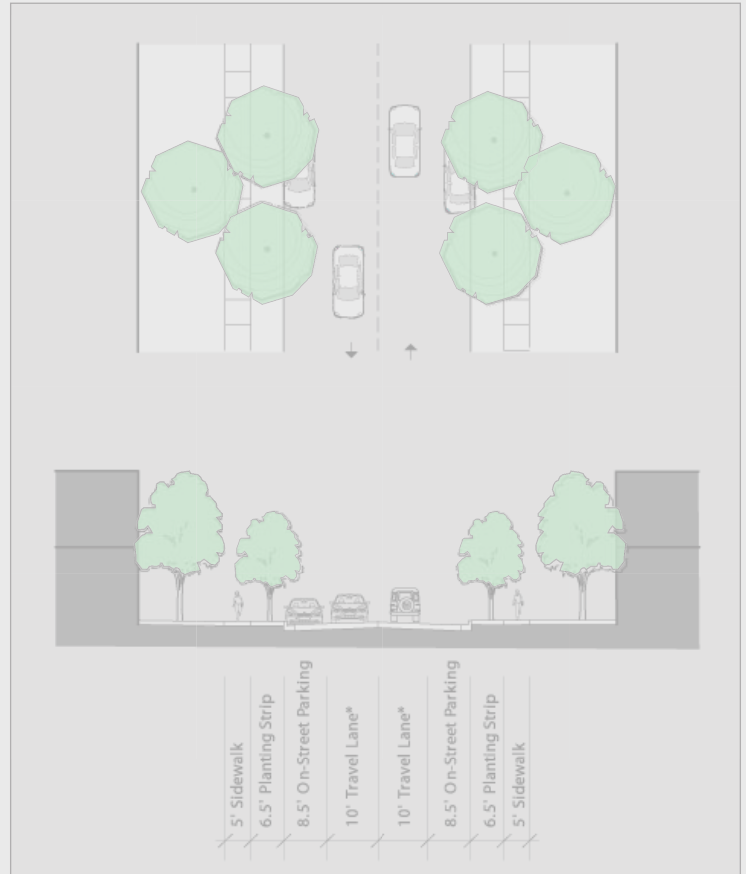 5' Sidewalk
6.5' Planting Strip
8.5' On-Street Parking
10' Travel Lane*
10' Travel Lane*
8.5' On-Street Parking
6.5' Planting Strip
5' Sidewalk